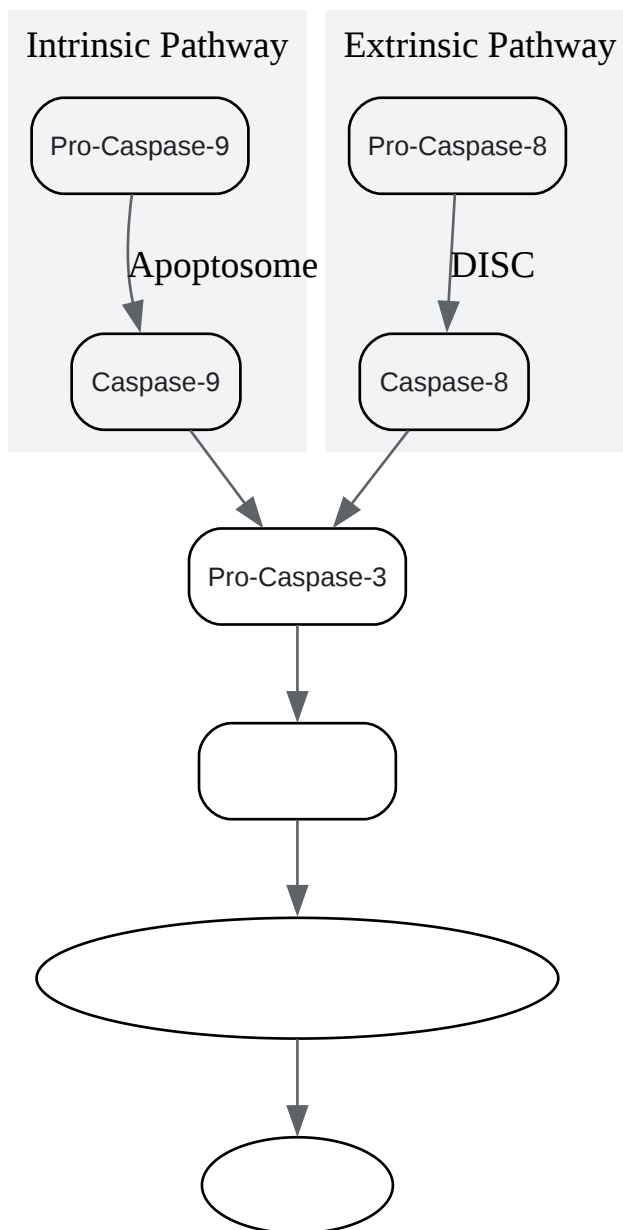 Intrinsic Pathway
Extrinsic Pathway
Pro-Caspase-9
Pro-Caspase-8
Apoptosome
DISC
Caspase-9
Caspase-8
Pro-Caspase-3